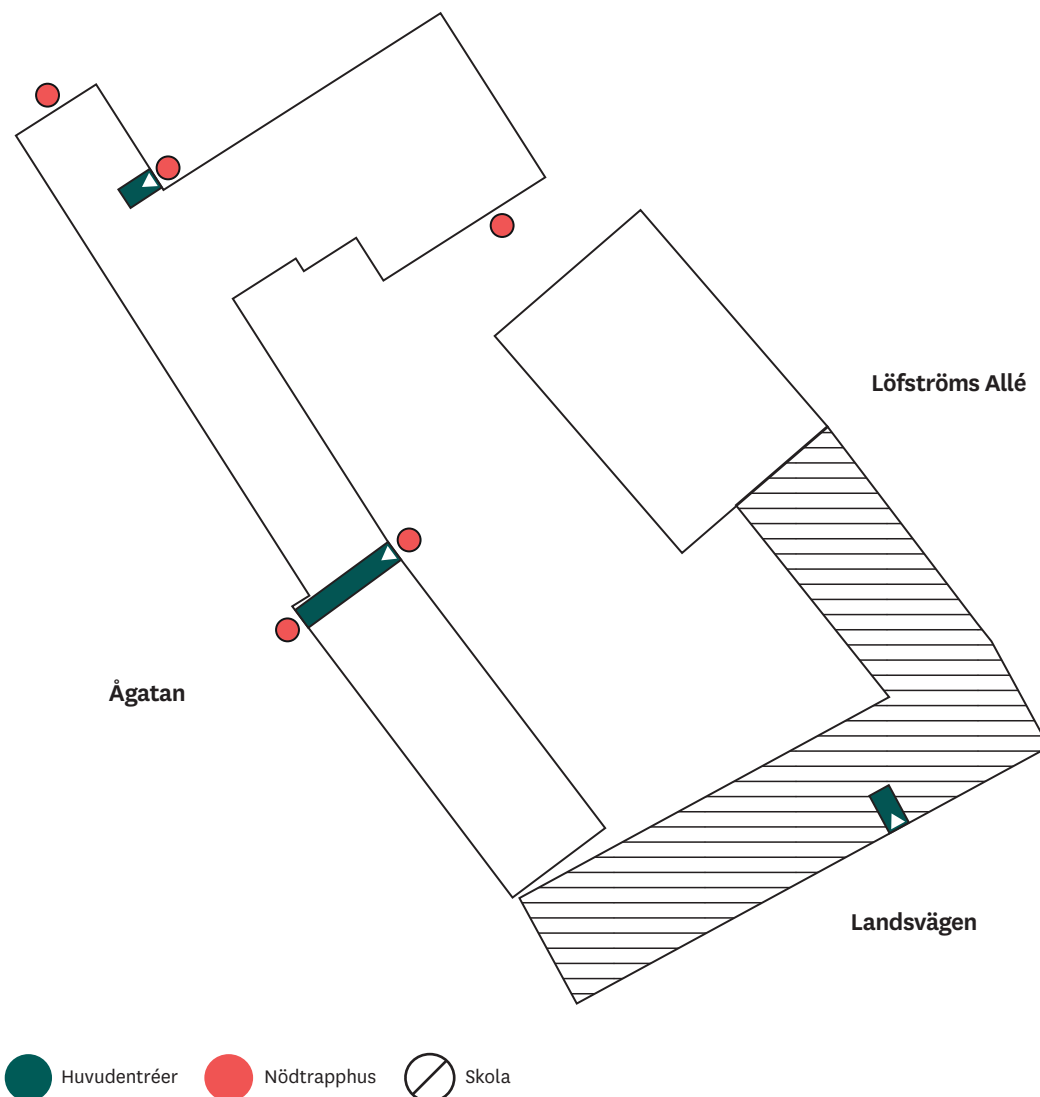 Löfströms Allé
Ågatan
Landsvägen
Huvudentréer
Nödtrapphus
Skola